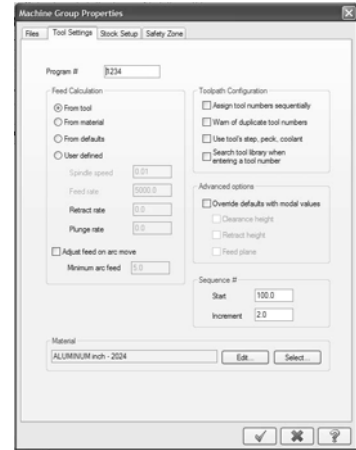 Machine Group Properties
Files Tool Settings Stock Setup Safety Zone
Program # 1234
Feed Calculation
From tool
From material
From defaults
User defined
Spindle speed 0.01
Feed rate 5000.0
Retract rate 0.0
Plunge rate 0.0
Adjust feed on arc move
Minimum arc feed 5.0
Toolpath Configuration
Assign tool numbers sequentially
Warn of duplicate tool numbers
Use tool's step, peck, coolant
Search tool library when
entering a tool number
Advanced options
Override defaults with modal values
Clearance height
Retract height
Feed plane
Sequence #
Start 100.0
Increment 2.0
Material
ALUMINUM inch - 2024 Edit... Select...